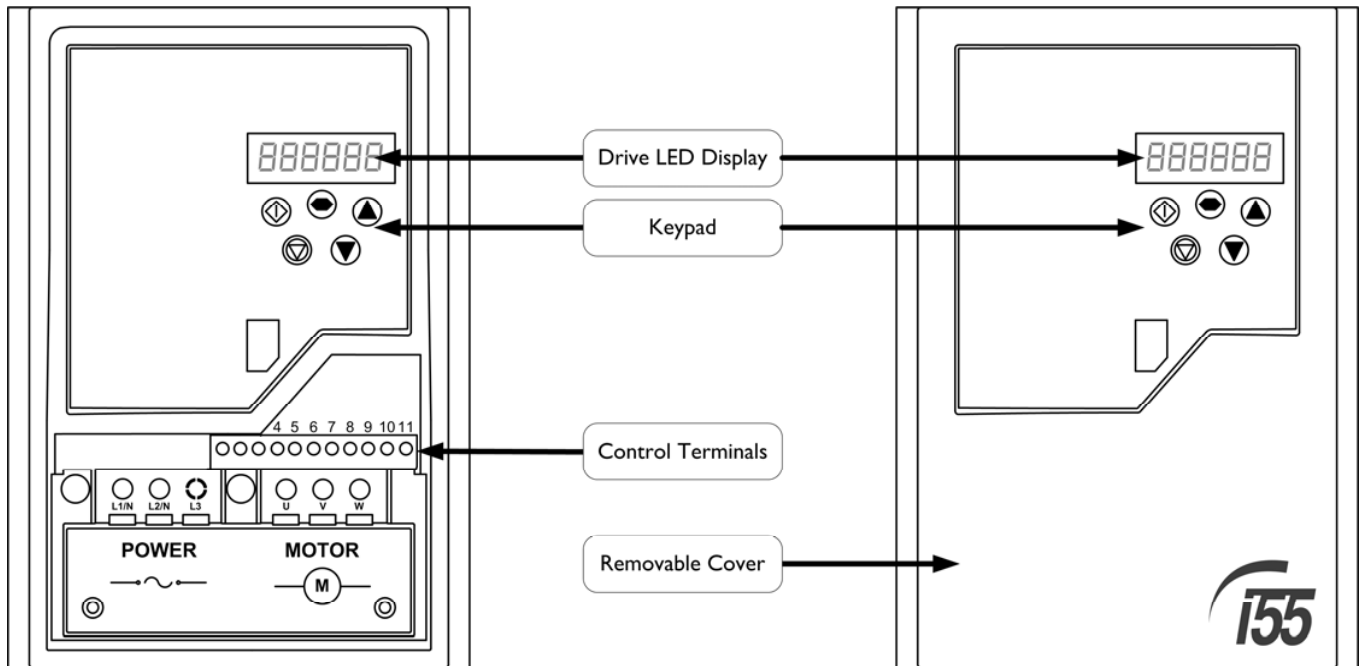 888888
Drive LED Display
888888
Keypad
4 5 6 7 8 9 10 11
Control Terminals
L1/N L2/N L3 U V W
POWER MOTOR
M
Removable Cover
i55